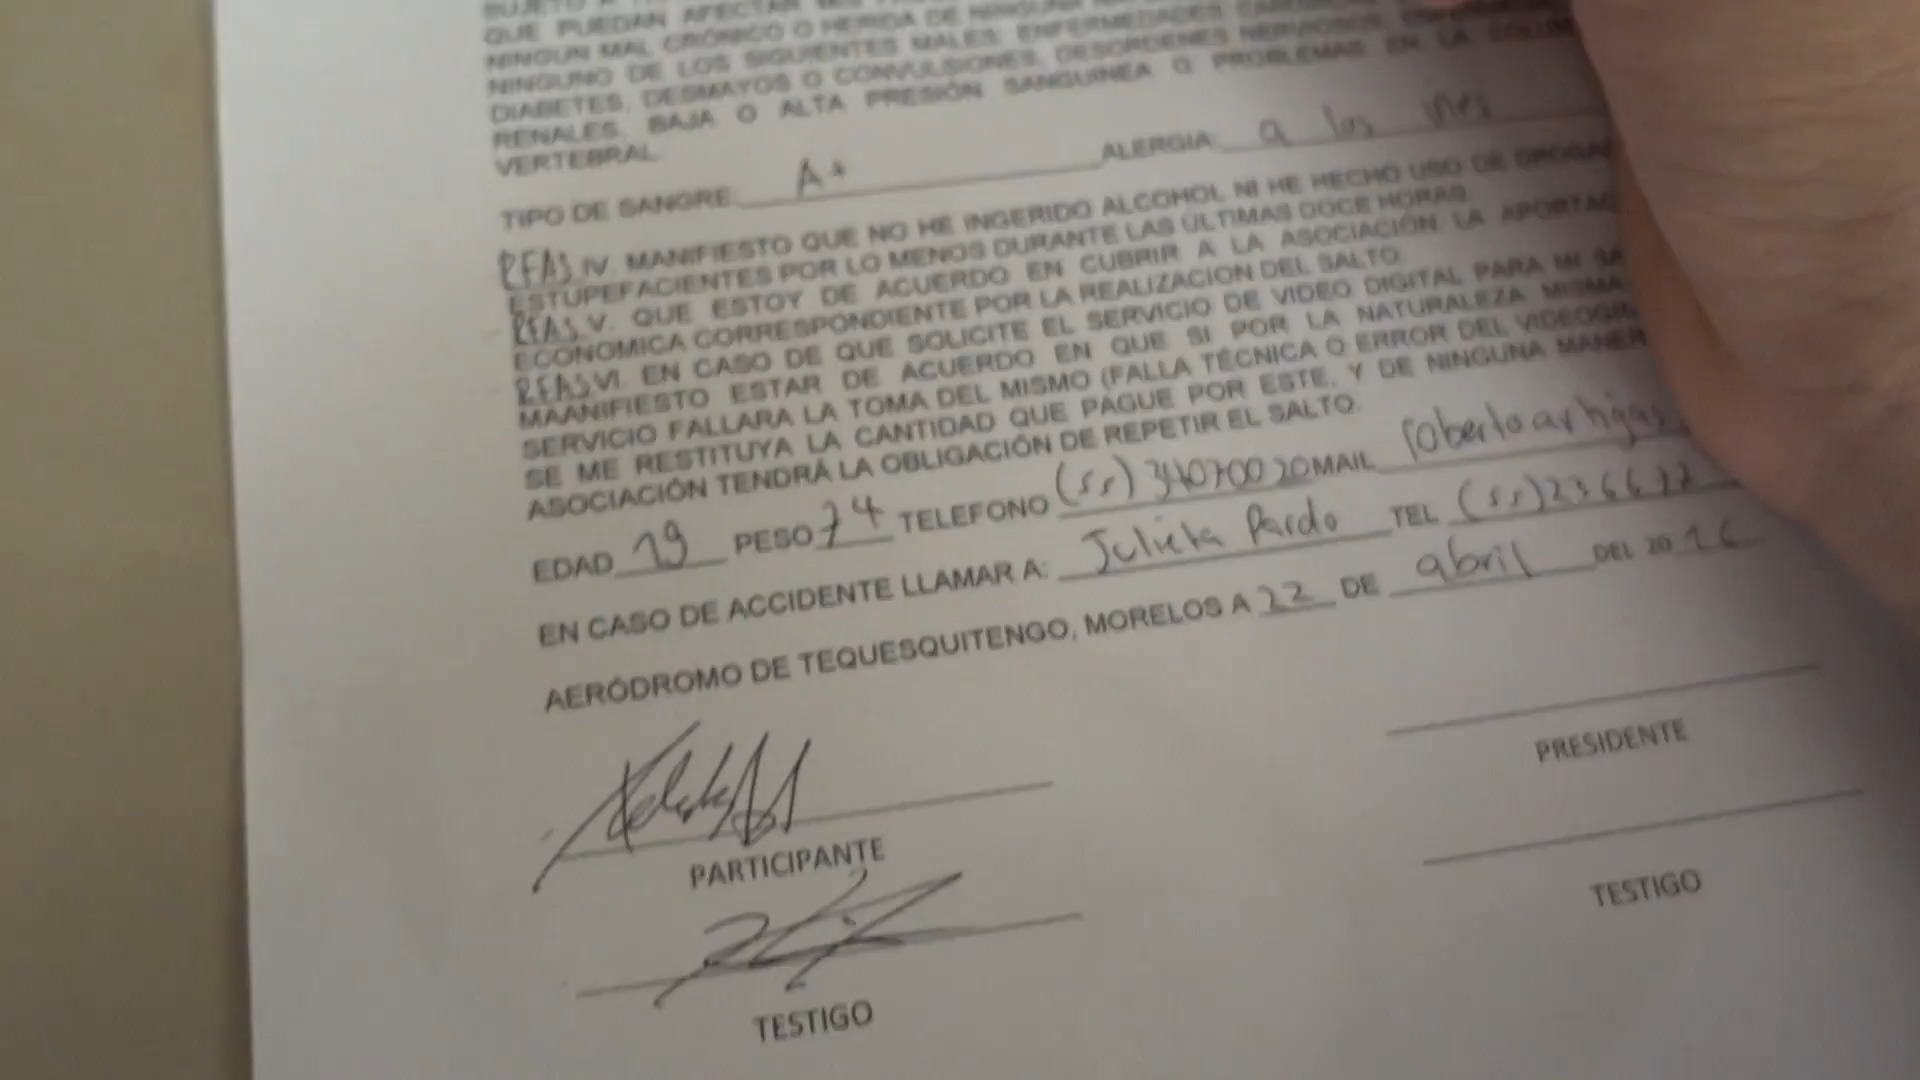 QUE PUEDAN AFECTAR
NINGUN MAL CRÓNICO O HERIDA DE NINGUNA
NINGUNO DE LOS SIGUIENTES MALES: ENFERMEDADES
DIABETES, DESMAYOS O CONVULSIONES, DESORDENES NERVIOSOS,
RENALES, BAJA O ALTA PRESIÓN SANGUINEA O PROBLEMAS EN LA
VERTEBRAL.
TIPO DE SANGRE: A+ ALERGIA: a las
RFAS IV. MANIFIESTO QUE NO HE INGERIDO ALCOHOL NI HE HECHO USO DE
ESTUPEFACIENTES POR LO MENOS DURANTE LAS ÚLTIMAS DOCE HORAS.
RFAS V. QUE ESTOY DE ACUERDO EN CUBRIR A LA ASOCIACIÓN LA
ECONOMICA CORRESPONDIENTE POR LA REALIZACION DEL SALTO.
RFAS VI. EN CASO DE QUE SOLICITE EL SERVICIO DE VIDEO DIGITAL PARA MI
MAANIFIESTO ESTAR DE ACUERDO EN QUE SI POR LA NATURALEZA MISMA
SERVICIO FALLARA LA TOMA DEL MISMO (FALLA TÉCNICA O ERROR DEL
SE ME RESTITUYA LA CANTIDAD QUE PAGUE POR ESTE, Y DE NINGUNA
ASOCIACIÓN TENDRÁ LA OBLIGACIÓN DE REPETIR EL SALTO.
EDAD 19 PESO 74 TELEFONO (55) 34070020 MAIL robertoartigas
EN CASO DE ACCIDENTE LLAMAR A: Julieta Pardo TEL (55)
AERÓDROMO DE TEQUESQUITENGO, MORELOS A 22 DE abril DEL 2016
PRESIDENTE
PARTICIPANTE
TESTIGO
TESTIGO